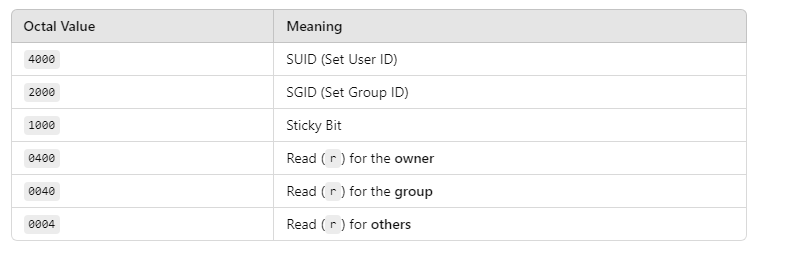 Octal Value Meaning
4000 SUID (Set User ID)
2000 SGID (Set Group ID)
1000 Sticky Bit
0400 Read ( r ) for the owner
0040 Read ( r ) for the group
0004 Read ( r ) for others